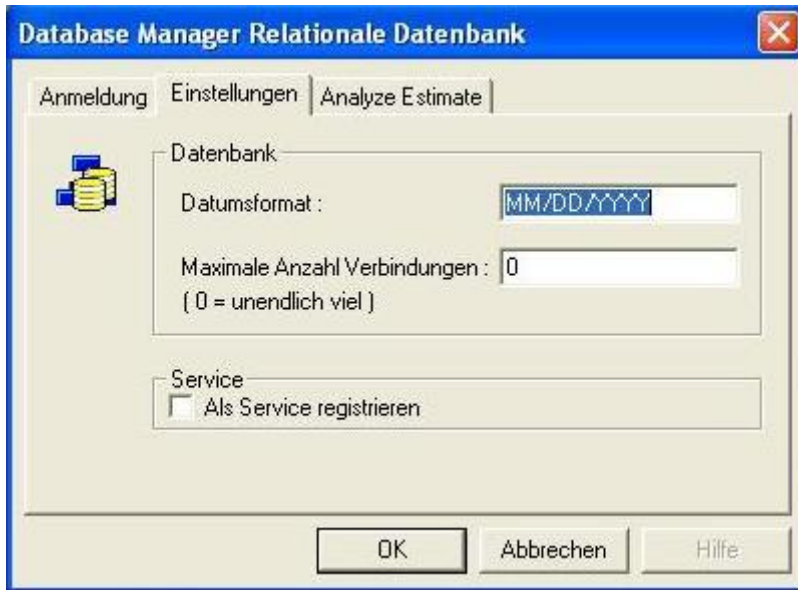 Database Manager Relationale Datenbank
Anmeldung Einstellungen Analyze Estimate
Datenbank
Datumsformat : MM/DD/YYYY
Maximale Anzahl Verbindungen : 0
( 0 = unendlich viel )
Service
Als Service registrieren
OK Abbrechen Hilfe